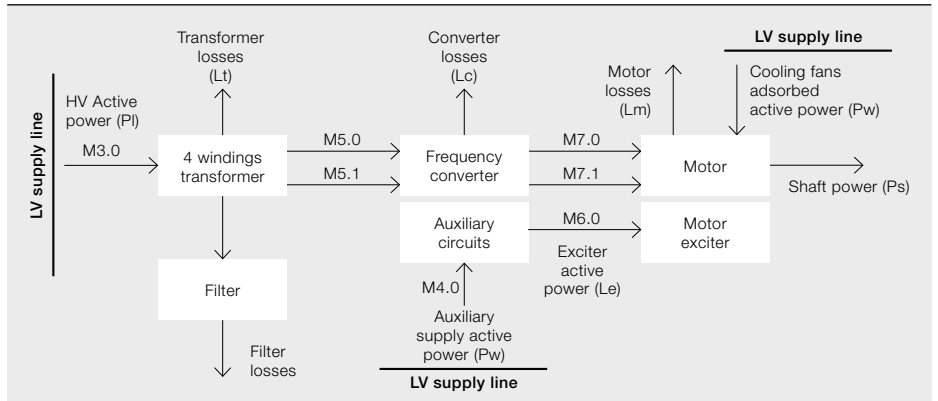 LV supply line
HV Active
power (Pl)
M3.0
Transformer
losses
(Lt)
4 windings
transformer
Filter
Filter
losses
M5.0
M5.1
Converter
losses
(Lc)
Frequency
converter
Auxiliary
circuits
M4.0
Auxiliary
supply active
power (Pw)
LV supply line
M7.0
M7.1
M6.0
Exciter
active
power (Le)
Motor
losses
(Lm)
LV supply line
Cooling fans
adsorbed
active power (Pw)
Motor
Motor
exciter
Shaft power (Ps)